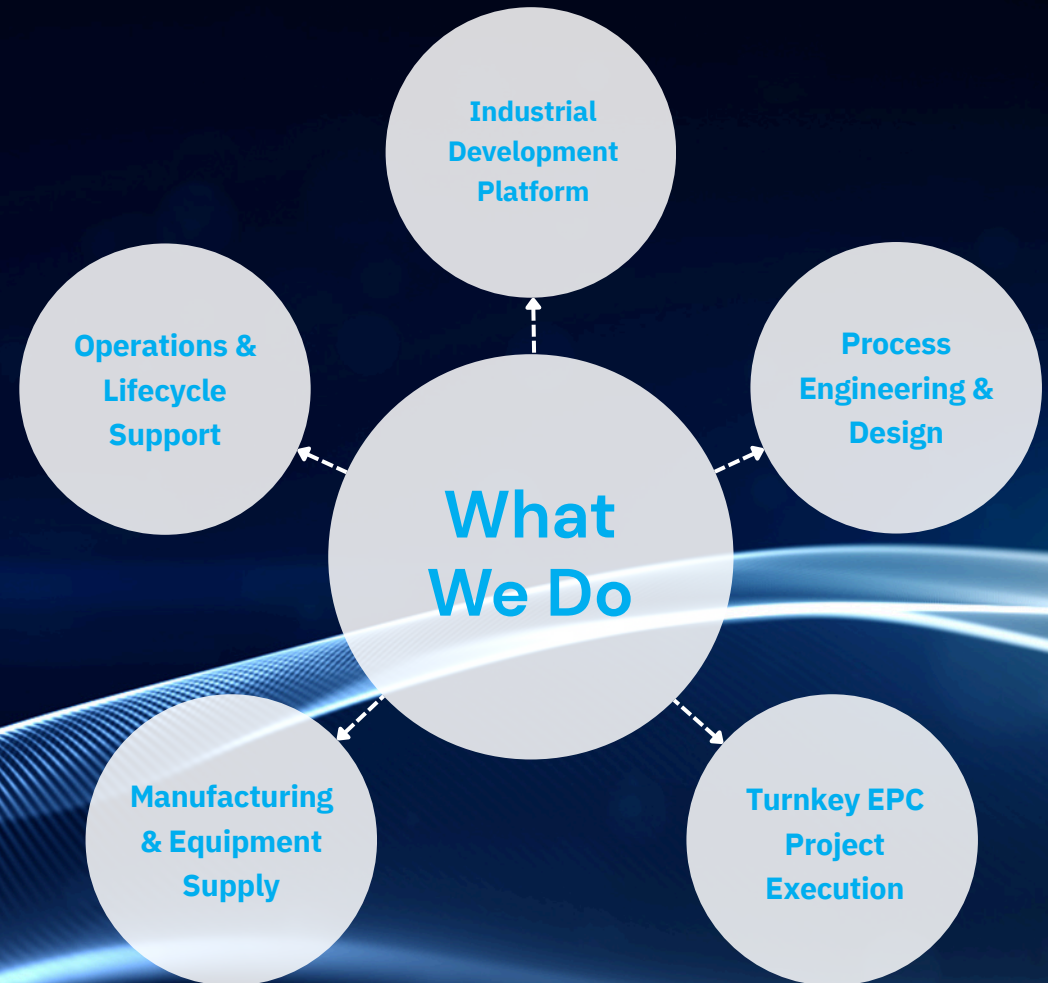 Industrial
Development
Platform
Operations &
Lifecycle
Support
Process
Engineering &
Design
What
We Do
Manufacturing
& Equipment
Supply
Turnkey EPC
Project
Execution